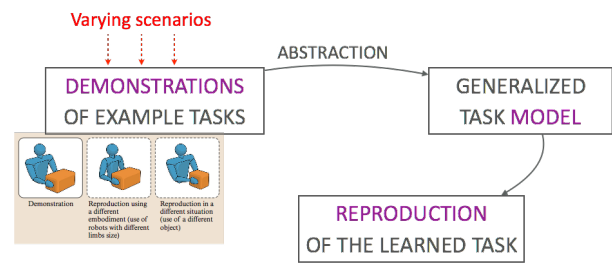 Varying scenarios
ABSTRACTION
DEMONSTRATIONS
OF EXAMPLE TASKS
GENERALIZED
TASK MODEL
Demonstration
Reproduction using
a different
embodiment (use of
robots with different
limbs size)
Reproduction in a
different situation
(use of a different
object)
REPRODUCTION
OF THE LEARNED TASK